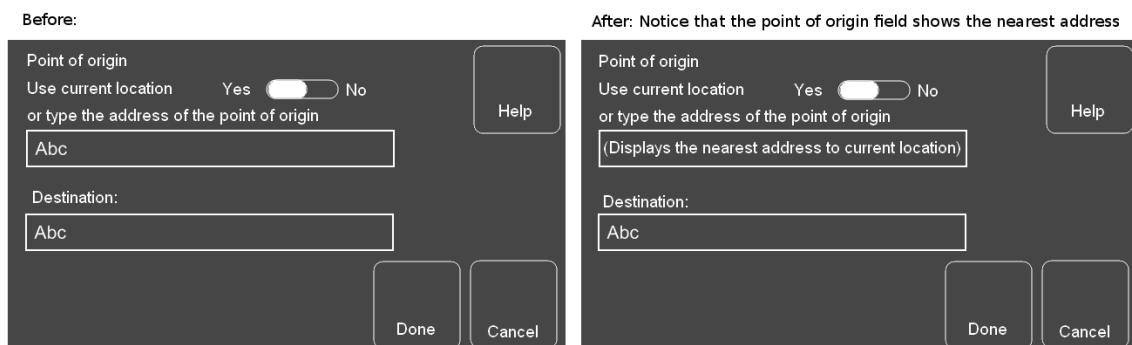 Before:
Point of origin
Use current location Yes No
or type the address of the point of origin
Abc
Destination:
Abc
Help
Done
Cancel
After: Notice that the point of origin field shows the nearest address
Point of origin
Use current location Yes No
or type the address of the point of origin
(Displays the nearest address to current location)
Destination:
Abc
Help
Done
Cancel